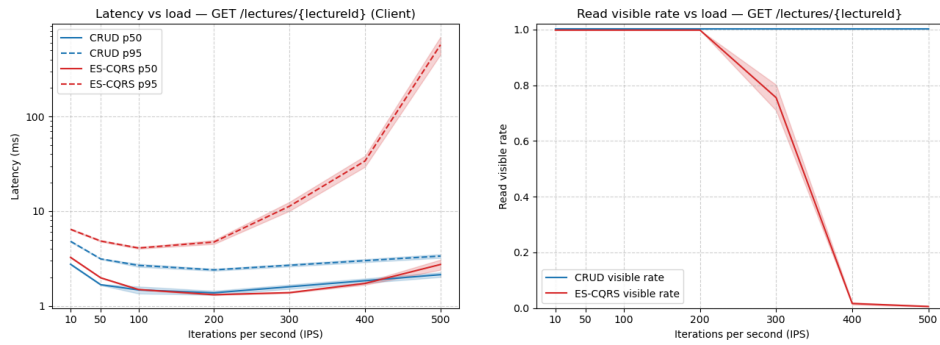 Latency vs load — GET /lectures/{lectureId} (Client)
CRUD p50
CRUD p95
ES-CQRS p50
ES-CQRS p95
Latency (ms)
100
10
1
10 50 100 200 300 400 500
Iterations per second (IPS)
Read visible rate vs load — GET /lectures/{lectureId}
Read visible rate
1.0
0.8
0.6
0.4
0.2
0.0
CRUD visible rate
ES-CQRS visible rate
10 50 100 200 300 400 500
Iterations per second (IPS)